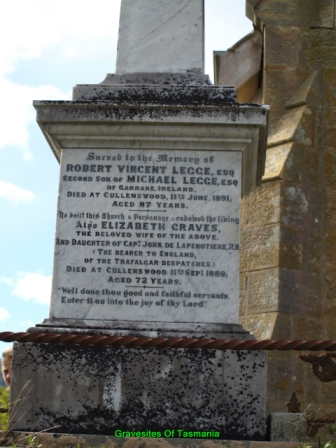 Sacred to the Memory of
ROBERT VINCENT LEGGE, ESQ
SECOND SON OF MICHAEL LEGGE, ESQ
OF GARRANE, IRELAND,
DIED AT CULLENSWOOD, 11TH JUNE, 1891,
AGED 87 YEARS.
He built this Church & Parsonage & endowed the living
Also ELIZABETH GRAVES,
THE BELOVED WIFE OF THE ABOVE.
AND DAUGHTER OF CAPT JOHN DE LAPENOTIERE, R.N
(THE BEARER TO ENGLAND,
OF THE TRAFALGAR DESPATCHES.)
DIED AT CULLENSWOOD 11TH SEPT 1888,
AGED 72 YEARS.
"Well done thou good and faithful servants.
Enter thou into the joy of thy Lord."
Gravesites Of Tasmania